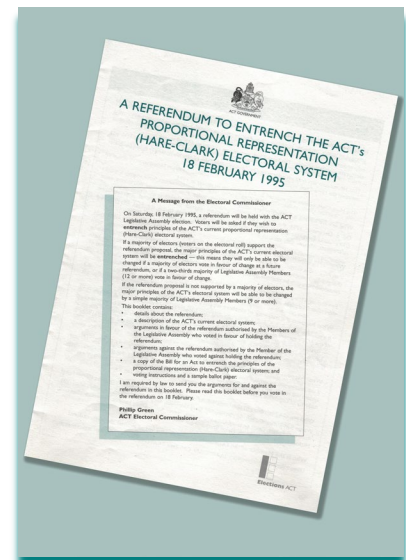 ACT GOVERNMENT
A REFERENDUM TO ENTRENCH THE ACT's
PROPORTIONAL REPRESENTATION
(HARE-CLARK) ELECTORAL SYSTEM
18 FEBRUARY 1995
A Message from the Electoral Commissioner
On Saturday, 18 February 1995, a referendum will be held with the ACT
Legislative Assembly election. Voters will be asked if they wish to
entrench principles of the ACT's current proportional representation
(Hare-Clark) electoral system.
If a majority of electors (voters on the electoral roll) support the
referendum proposal, the major principles of the ACT's current electoral
system will be entrenched — this means they will only be able to be
changed if a majority of electors vote in favour of change at a future
referendum, or if a two-thirds majority of Legislative Assembly Members
(12 or more) vote in favour of change.
If the referendum proposal is not supported by a majority of electors, the
major principles of the ACT's electoral system will be able to be changed
by a simple majority of Legislative Assembly Members (9 or more).
This booklet contains:
• details about the referendum;
• a description of the ACT's current electoral system;
• arguments in favour of the referendum authorised by the Members of
the Legislative Assembly who voted in favour of holding the
referendum;
• arguments against the referendum authorised by the Member of the
Legislative Assembly who voted against holding the referendum;
• a copy of the Bill for an Act to entrench the principles of the
proportional representation (Hare-Clark) electoral system; and
• voting instructions and a sample ballot paper.
I am required by law to send you the arguments for and against the
referendum in this booklet. Please read this booklet before you vote in
the referendum on 18 February.
Phillip Green
ACT Electoral Commissioner
Elections ACT